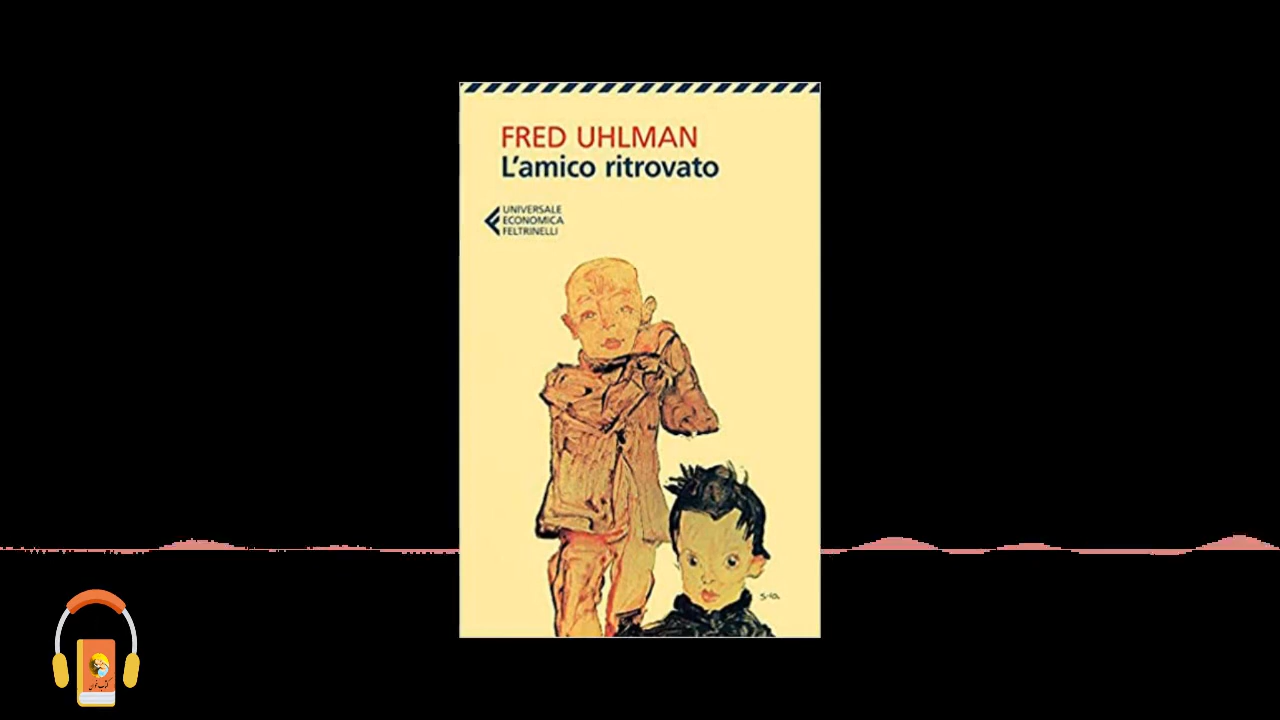 FRED UHLMAN
L'amico ritrovato
UNIVERSALE
ECONOMICA
FELTRINELLI